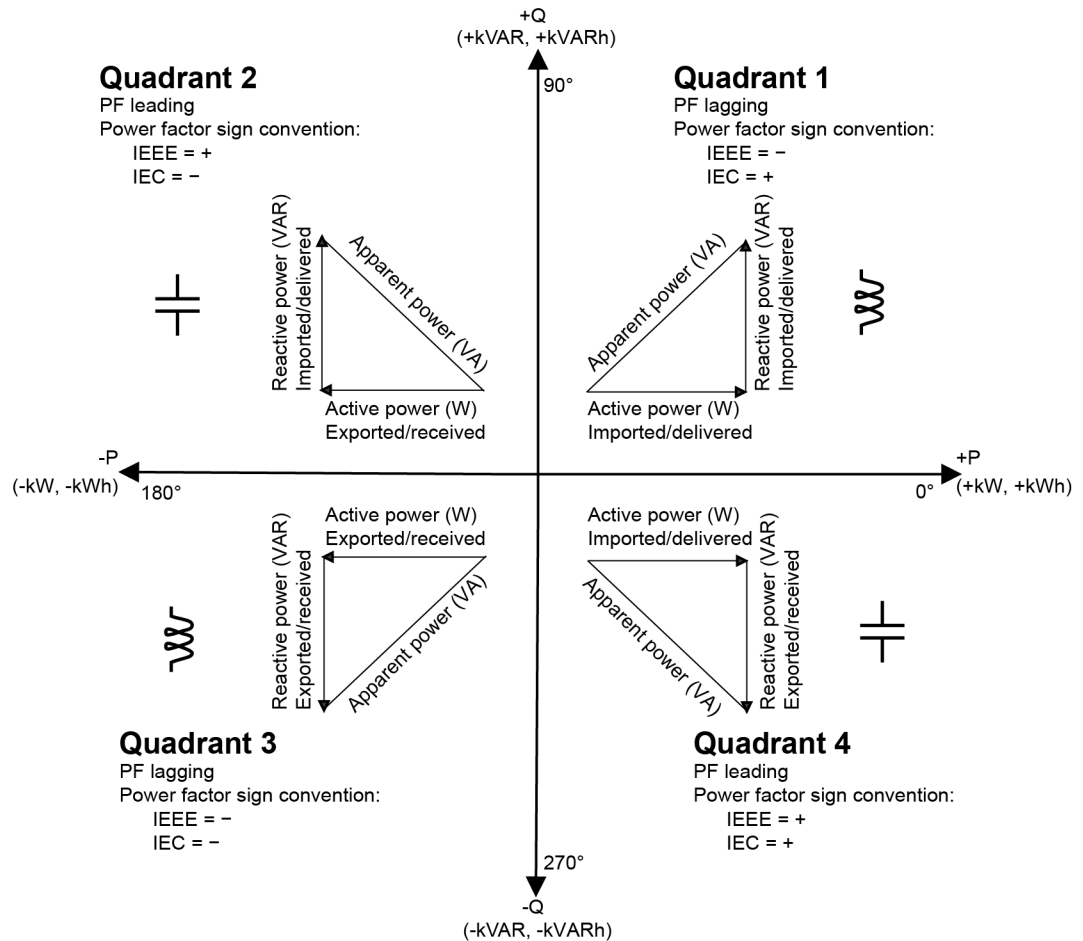 +Q
(+kVAR, +kVARh)
90°
Quadrant 2
PF leading
Power factor sign convention:
IEEE = +
IEC = −
Reactive power (VAR)
Imported/delivered
Apparent power (VA)
Active power (W)
Exported/received
Quadrant 1
PF lagging
Power factor sign convention:
IEEE = −
IEC = +
Apparent power (VA)
Reactive power (VAR)
Imported/delivered
Active power (W)
Imported/delivered
-P
(-kW, -kWh)
180°
0°
+P
(+kW, +kWh)
Active power (W)
Exported/received
Reactive power (VAR)
Exported/received
Apparent power (VA)
Quadrant 3
PF lagging
Power factor sign convention:
IEEE = −
IEC = −
Active power (W)
Imported/delivered
Apparent power (VA)
Reactive power (VAR)
Exported/received
Quadrant 4
PF leading
Power factor sign convention:
IEEE = +
IEC = +
270°
-Q
(-kVAR, -kVARh)